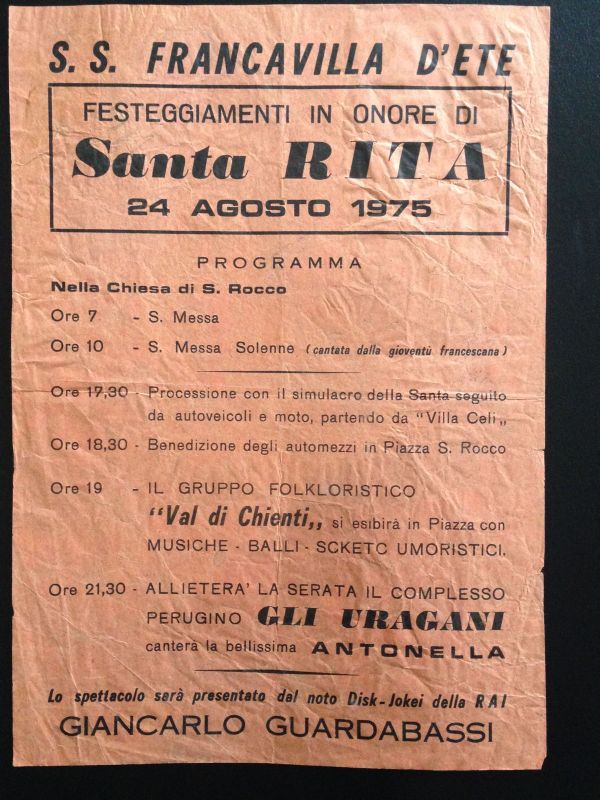 S. S. FRANCAVILLA D'ETE
FESTEGGIAMENTI IN ONORE DI
Santa RITA
24 AGOSTO 1975
PROGRAMMA
Nella Chiesa di S. Rocco
Ore 7 - S. Messa
Ore 10 - S. Messa Solenne (cantata dalla gioventù francescana)
Ore 17,30 - Processione con il simulacro della Santa seguito
da autoveicoli e moto, partendo da "Villa Celi„
Ore 18,30 - Benedizione degli automezzi in Piazza S. Rocco
Ore 19 - IL GRUPPO FOLKLORISTICO
"Val di Chienti„ si esibirà in Piazza con
MUSICHE - BALLI - SCKETC UMORISTICI.
Ore 21,30 - ALLIETERA' LA SERATA IL COMPLESSO
PERUGINO GLI URAGANI
canterà la bellissima ANTONELLA
Lo spettacolo sarà presentato dal noto Disk-Jokei della RAI
GIANCARLO GUARDABASSI